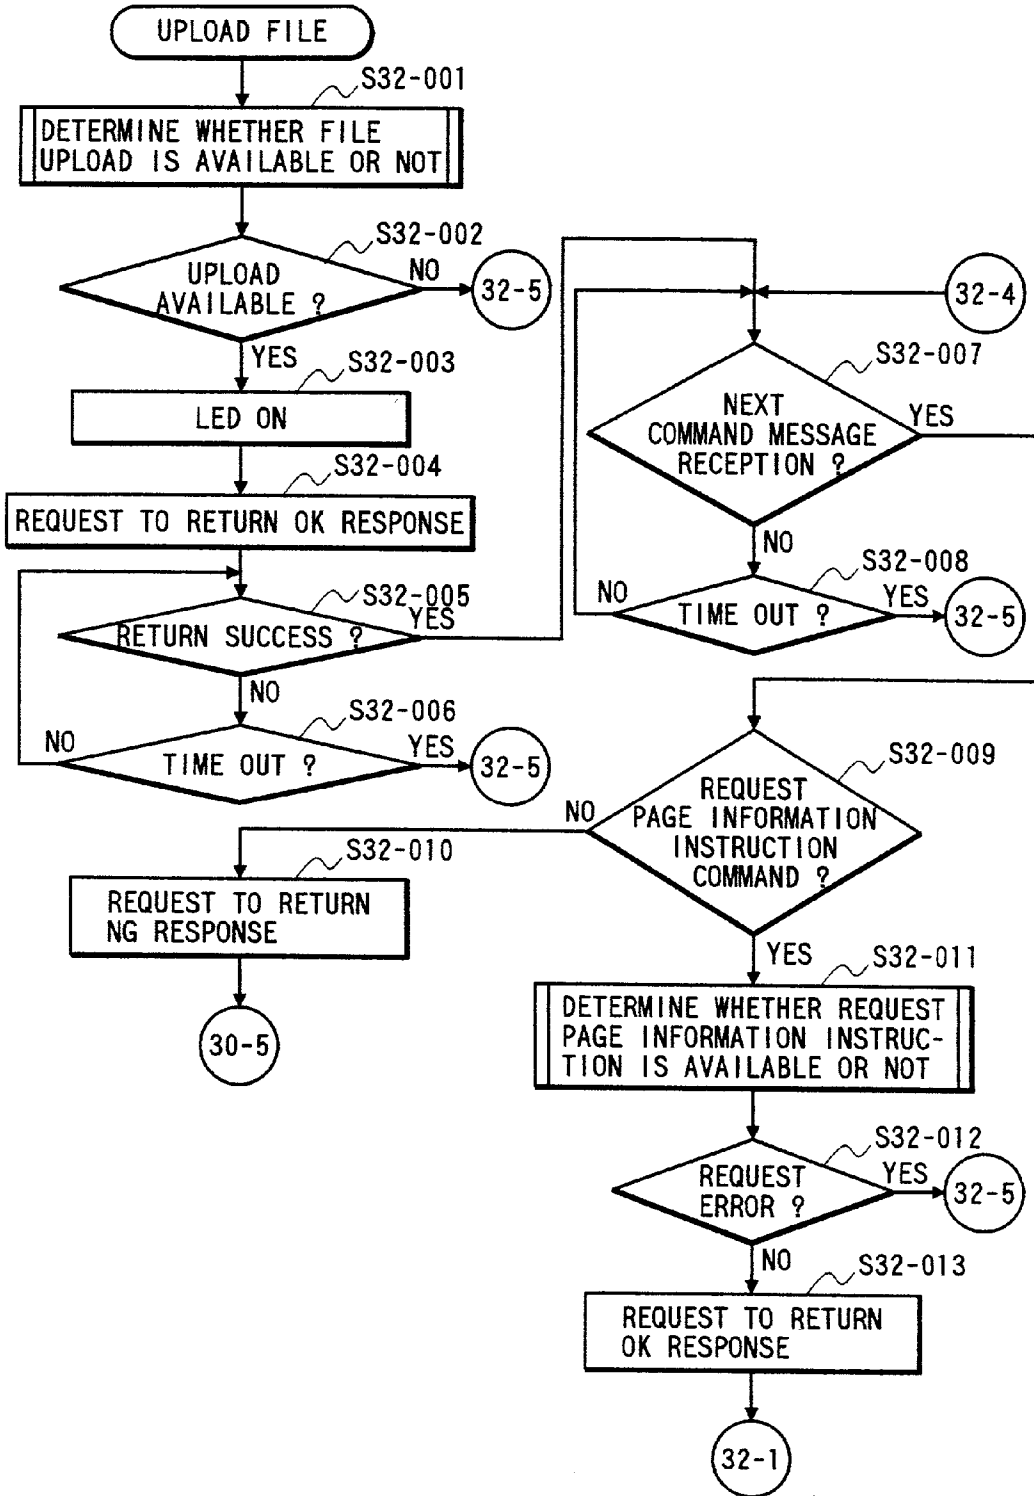 UPLOAD FILE
S32-001
DETERMINE WHETHER FILE
UPLOAD IS AVAILABLE OR NOT
S32-002
UPLOAD
AVAILABLE ?
NO
32-5
YES
S32-003
LED ON
S32-004
REQUEST TO RETURN OK RESPONSE
S32-005
RETURN SUCCESS ?
YES
NO
S32-006
TIME OUT ?
NO
YES
32-5
32-4
S32-007
NEXT
COMMAND MESSAGE
RECEPTION ?
YES
NO
S32-008
TIME OUT ?
NO
YES
32-5
S32-009
REQUEST
PAGE INFORMATION
INSTRUCTION
COMMAND ?
NO
S32-010
REQUEST TO RETURN
NG RESPONSE
30-5
YES
S32-011
DETERMINE WHETHER REQUEST
PAGE INFORMATION INSTRUC-
TION IS AVAILABLE OR NOT
S32-012
REQUEST
ERROR ?
YES
32-5
NO
S32-013
REQUEST TO RETURN
OK RESPONSE
32-1